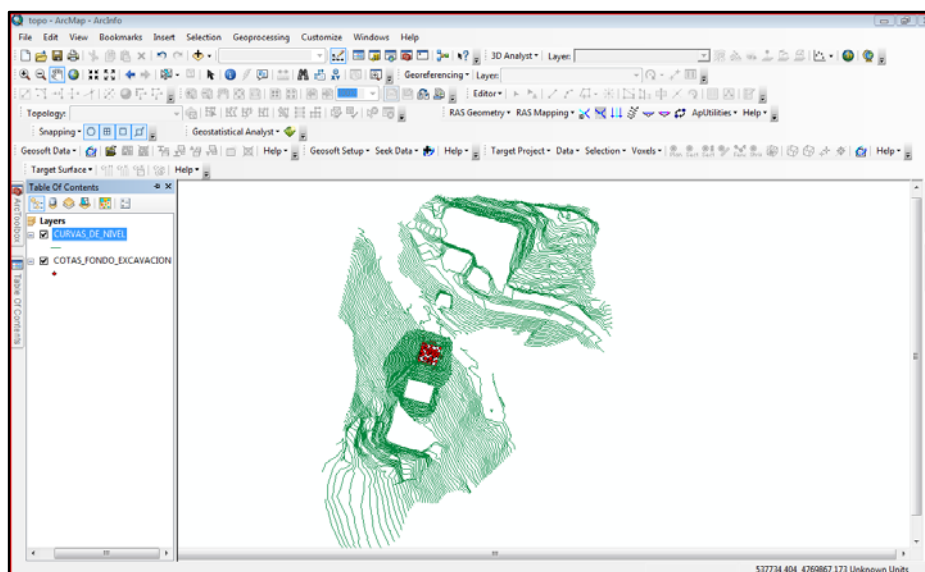 topo - ArcMap - ArcInfo
File Edit View Bookmarks Insert Selection Geoprocessing Customize Windows Help
3D Analyst Layer:
Georeferencing Layer:
Editor
Topology: RAS Geometry RAS Mapping ApUtilities Help
Snapping Geostatistical Analyst
Geosoft Data Help Geosoft Setup Seek Data Help Target Project Data Selection Voxels Help
Target Surface Help
Table Of Contents
ArcToolbox
Table Of Contents
Layers
CURVAS_DE_NIVEL
COTAS_FONDO_EXCAVACION
537734,404 4769867,173 Unknown Units